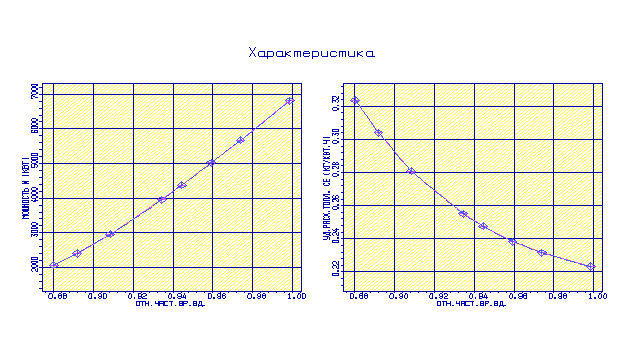 Характеристика
7000
6000
5000
4000
3000
2000
МОЩНОСТЬ N (КВТ)
0.88 0.90 0.92 0.94 0.96 0.98 1.00
ОТН.ЧАСТ.ВР.ВД.
0.32
0.30
0.28
0.26
0.24
0.22
УД.РАСХ.ТОПЛ. CE (КГ/КВТ.Ч)
0.88 0.90 0.92 0.94 0.96 0.98 1.00
ОТН.ЧАСТ.ВР.ВД.